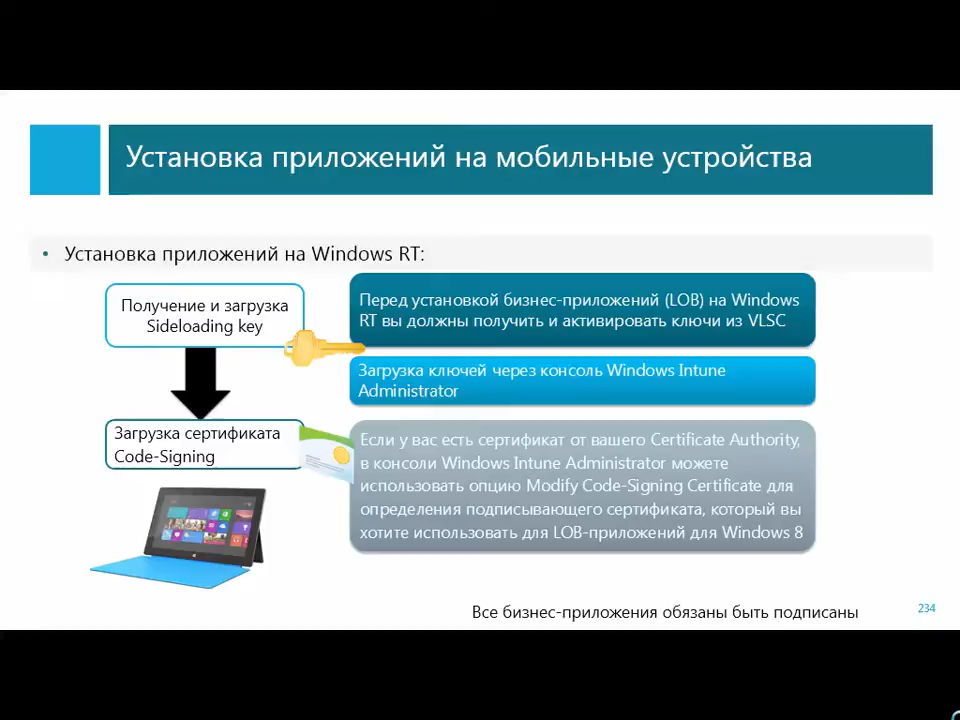 Установка приложений на мобильные устройства
• Установка приложений на Windows RT:
Получение и загрузка
Sideloading key
Перед установкой бизнес-приложений (LOB) на Windows
RT вы должны получить и активировать ключи из VLSC
Загрузка ключей через консоль Windows Intune
Administrator
Загрузка сертификата
Code-Signing
Если у вас есть сертификат от вашего Certificate Authority,
в консоли Windows Intune Administrator можете
использовать опцию Modify Code-Signing Certificate для
определения подписывающего сертификата, который вы
хотите использовать для LOB-приложений для Windows 8
Все бизнес-приложения обязаны быть подписаны
234